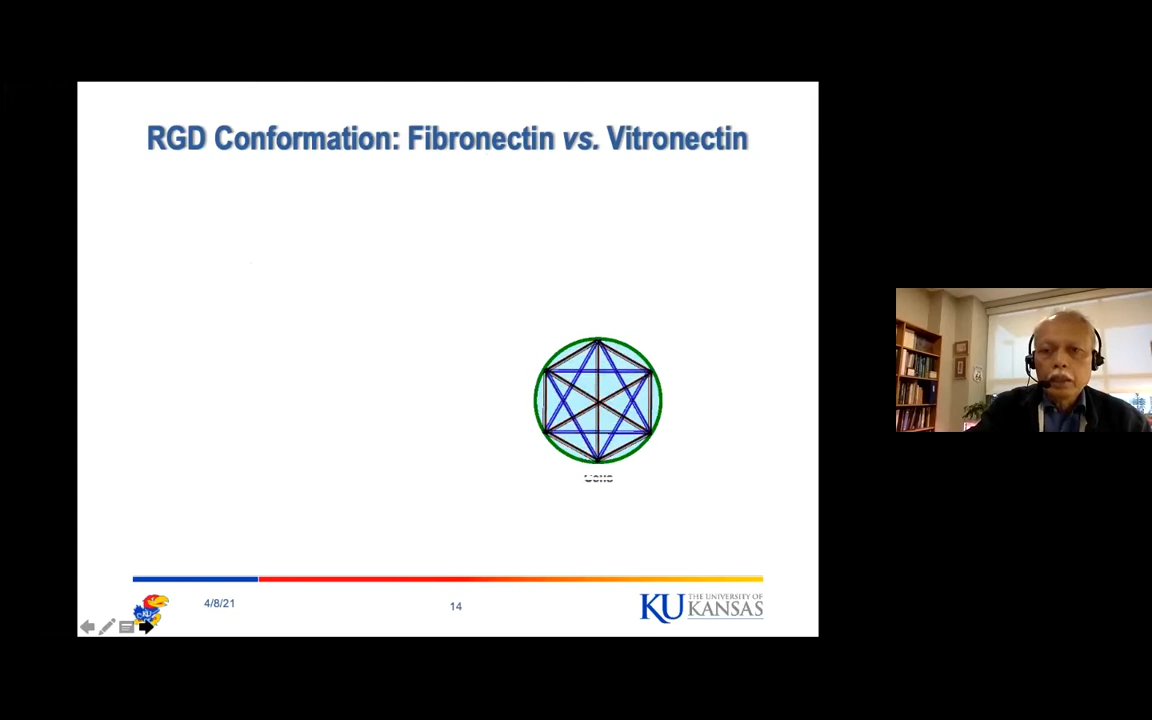 RGD Conformation: Fibronectin vs. Vitronectin
4/8/21
14
KU THE UNIVERSITY OF
KANSAS